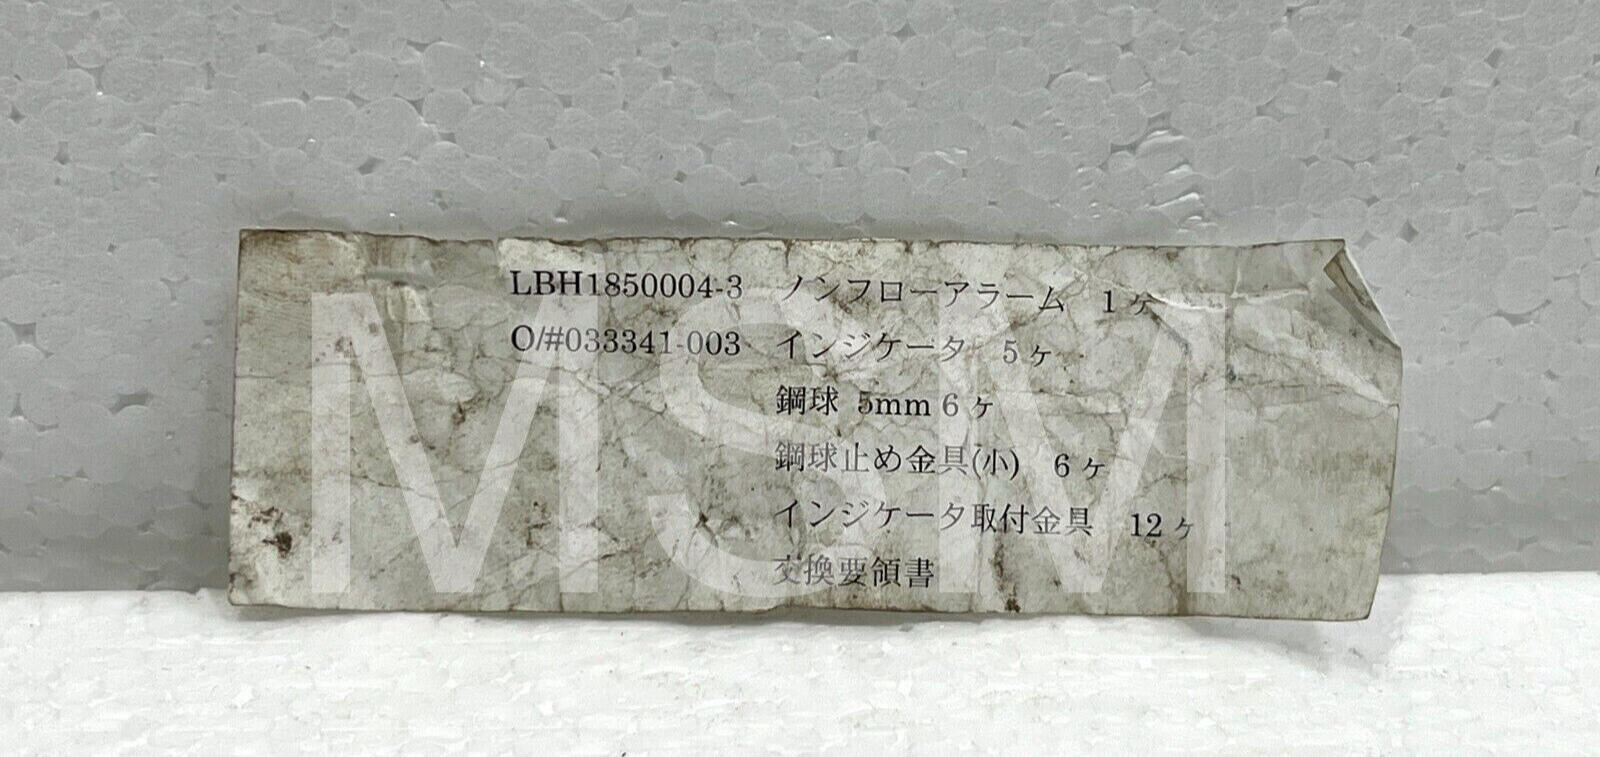 LBH1850004-3 ノンフローアラーム 1ヶ
O/#033341-003 インジケータ 5ヶ
鋼球 5mm 6ヶ
鋼球止め金具(小) 6ヶ
インジケータ取付金具 12ヶ
交換要領書
MSM